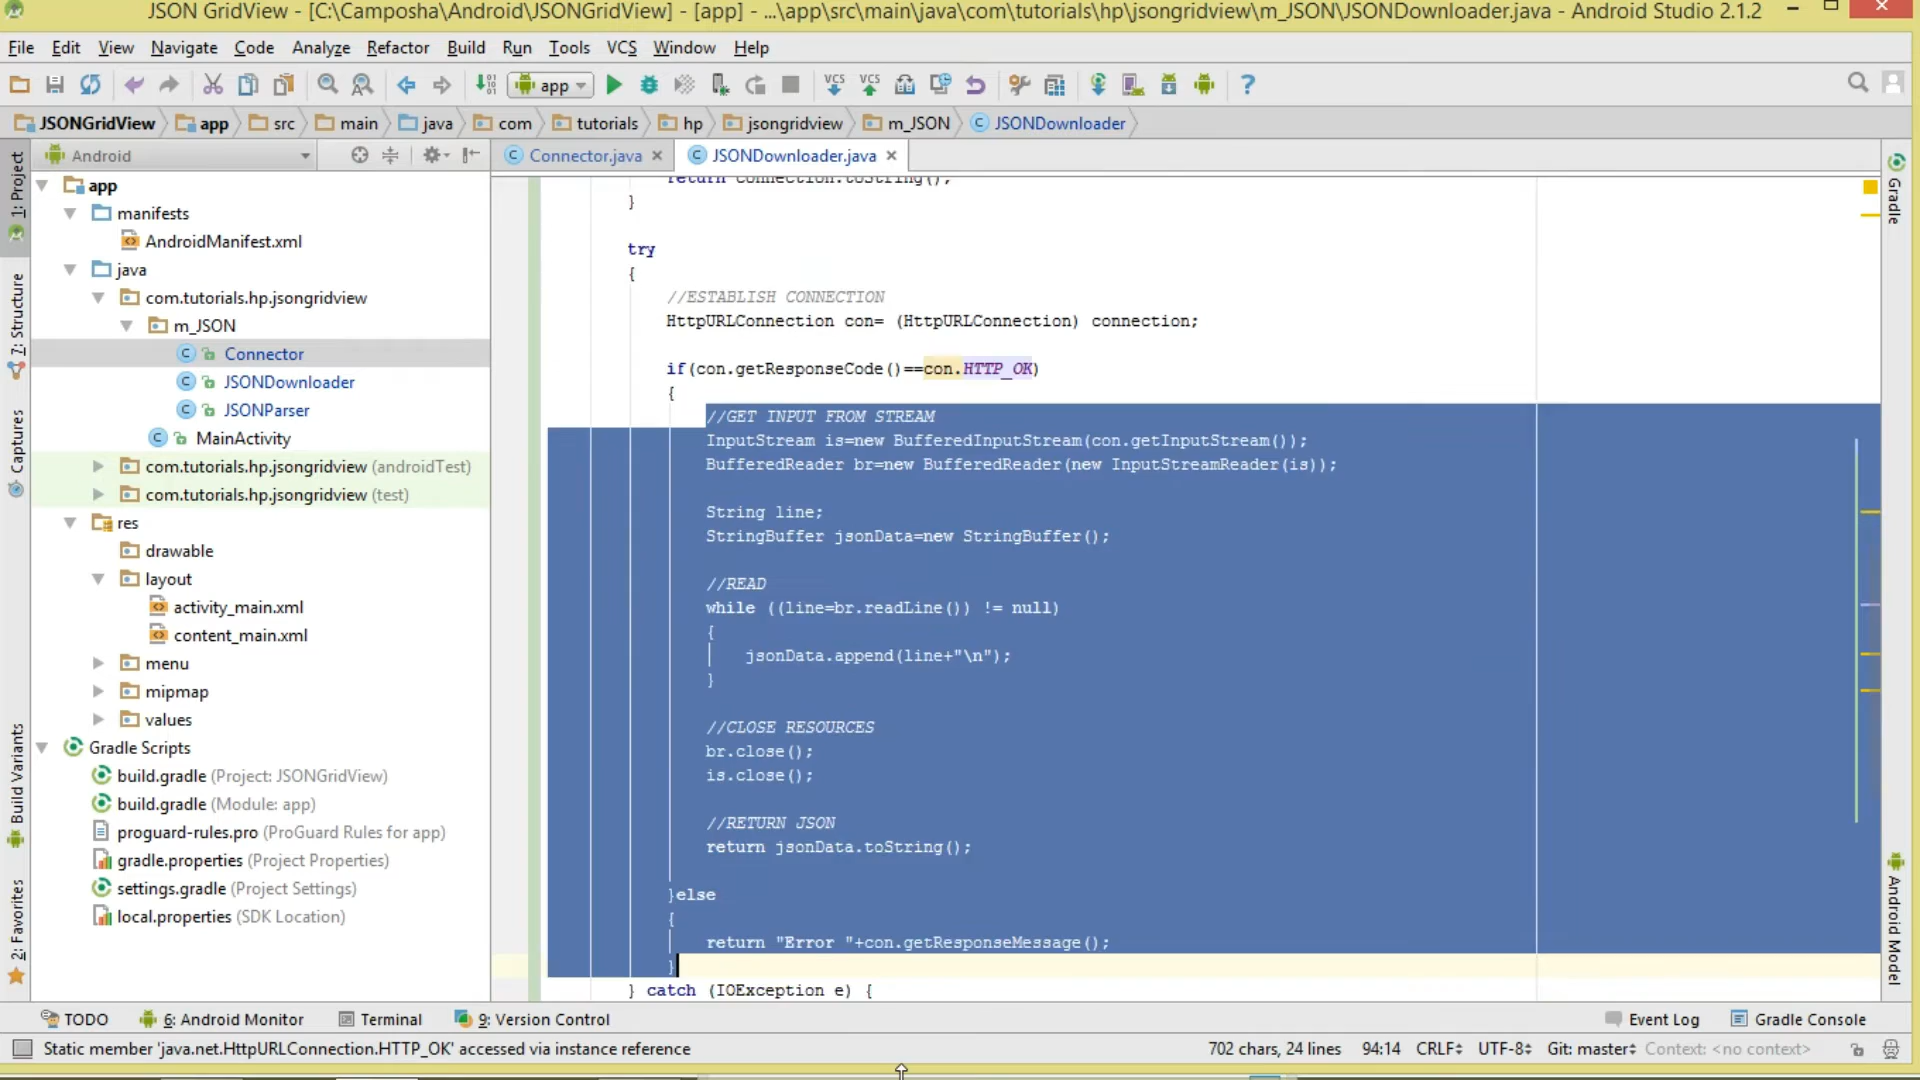 JSON GridView - [C:\Camposha\Android\JSONGridView] - [app] - ...\app\src\main\java\com\tutorials\hp\jsongridview\m_JSON\JSONDownloader.java - Android Studio 2.1.2
File Edit View Navigate Code Analyze Refactor Build Run Tools VCS Window Help
app
VCS VCS ?
JSONGridView app src main java com tutorials hp jsongridview m_JSON JSONDownloader
1: Project
7: Structure
Captures
Build Variants
2: Favorites
Android
app
manifests
AndroidManifest.xml
java
com.tutorials.hp.jsongridview
m_JSON
Connector
JSONDownloader
JSONParser
MainActivity
com.tutorials.hp.jsongridview (androidTest)
com.tutorials.hp.jsongridview (test)
res
drawable
layout
activity_main.xml
content_main.xml
menu
mipmap
values
Gradle Scripts
build.gradle (Project: JSONGridView)
build.gradle (Module: app)
proguard-rules.pro (ProGuard Rules for app)
gradle.properties (Project Properties)
settings.gradle (Project Settings)
local.properties (SDK Location)
Connector.java JSONDownloader.java
return connection.toString();
}
try
{
//ESTABLISH CONNECTION
HttpURLConnection con= (HttpURLConnection) connection;
if(con.getResponseCode()==con.HTTP_OK)
{
//GET INPUT FROM STREAM
InputStream is=new BufferedInputStream(con.getInputStream());
BufferedReader br=new BufferedReader(new InputStreamReader(is));
String line;
StringBuffer jsonData=new StringBuffer();
//READ
while ((line=br.readLine()) != null)
{
jsonData.append(line+"\n");
}
//CLOSE RESOURCES
br.close();
is.close();
//RETURN JSON
return jsonData.toString();
}else
{
return "Error "+con.getResponseMessage();
}
} catch (IOException e) {
Gradle
Android Model
TODO 6: Android Monitor Terminal 9: Version Control Event Log Gradle Console
Static member 'java.net.HttpURLConnection.HTTP_OK' accessed via instance reference 702 chars, 24 lines 94:14 CRLF UTF-8 Git: master Context: <no context>